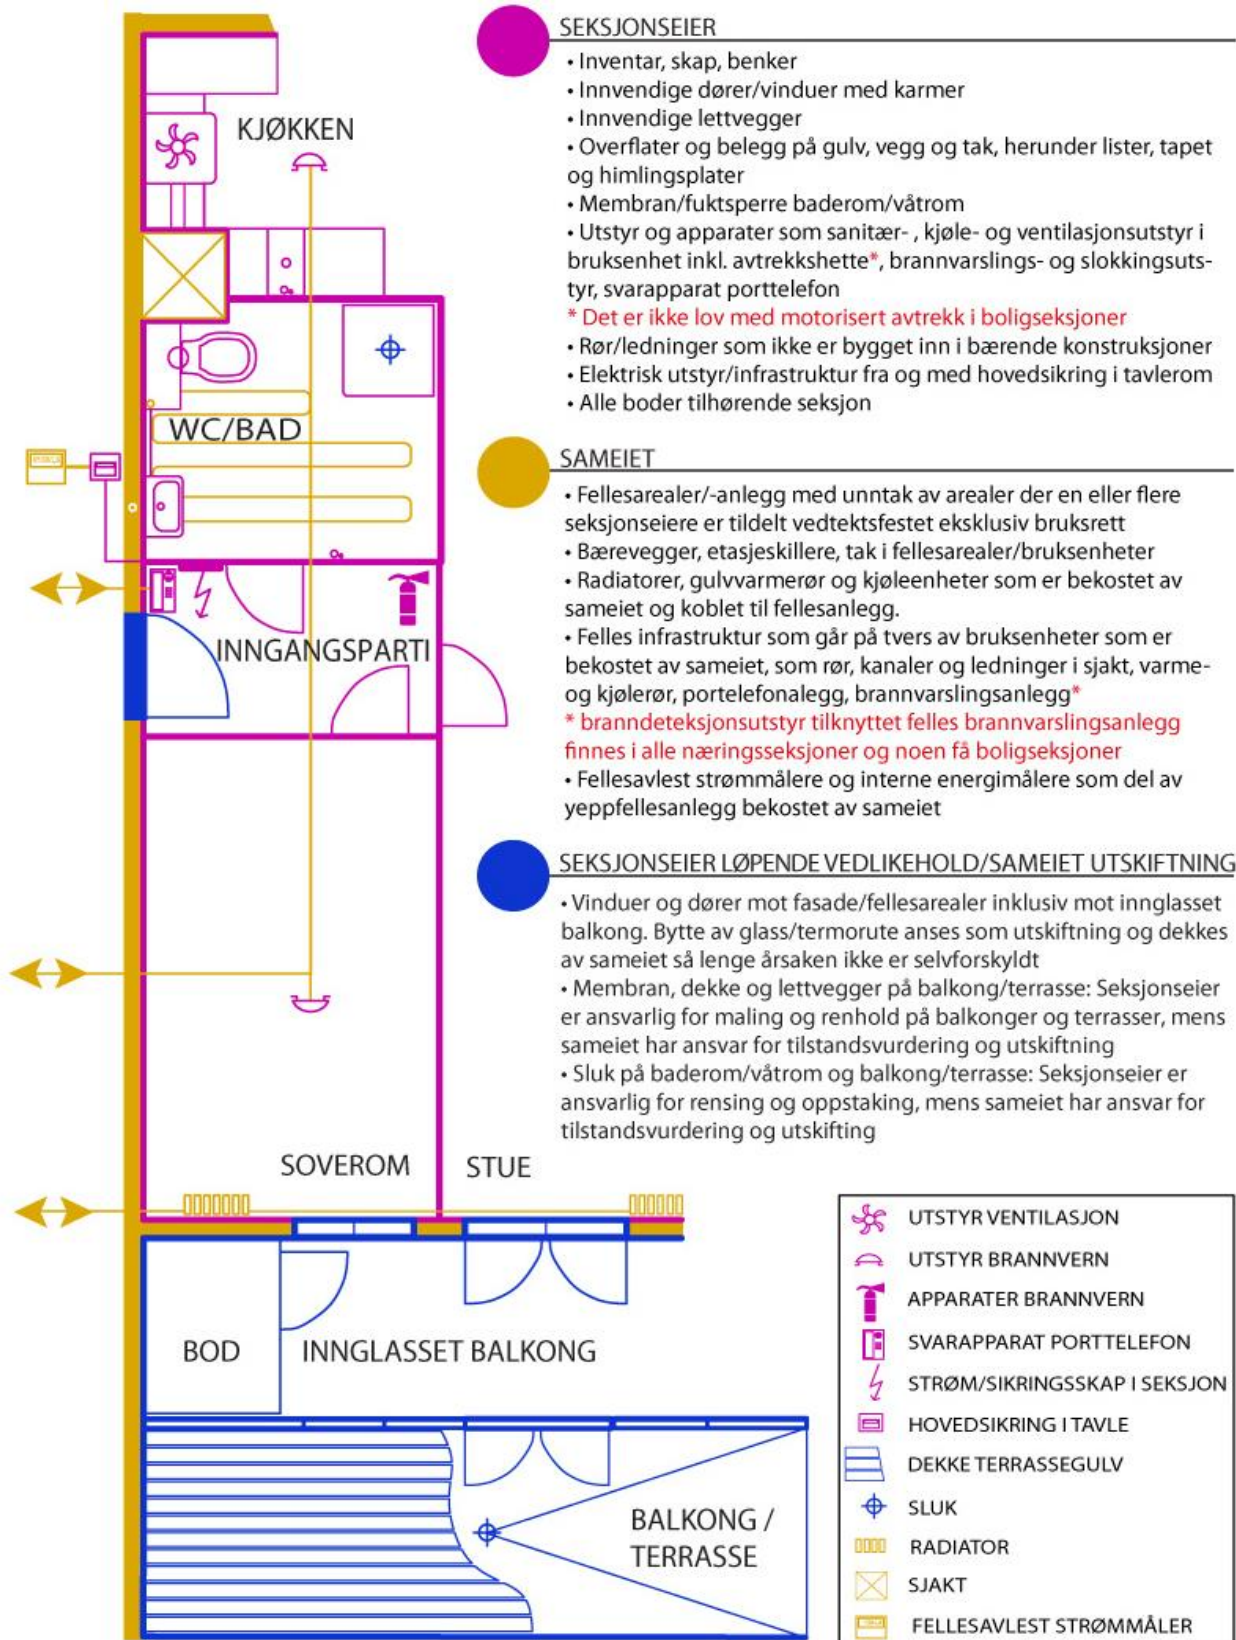 SEKSJONSEIER
• Inventar, skap, benker
• Innvendige dører/vinduer med karmer
• Innvendige lettvegger
• Overflater og belegg på gulv, vegg og tak, herunder lister, tapet
og himlingsplater
• Membran/fuktsperre baderom/våtrom
• Utstyr og apparater som sanitær- , kjøle- og ventilasjonsutstyr i
bruksenhet inkl. avtrekkshette*, brannvarslings- og slokkingsuts-
tyr, svarapparat porttelefon
* Det er ikke lov med motorisert avtrekk i boligseksjoner
• Rør/ledninger som ikke er bygget inn i bærende konstruksjoner
• Elektrisk utstyr/infrastruktur fra og med hovedsikring i tavlerom
• Alle boder tilhørende seksjon
SAMEIET
• Fellesarealer/-anlegg med unntak av arealer der en eller flere
seksjonseiere er tildelt vedtektsfestet eksklusiv bruksrett
• Bærevegger, etasjeskillere, tak i fellesarealer/bruksenheter
• Radiatorer, gulvvarmerør og kjøleenheter som er bekostet av
sameiet og koblet til fellesanlegg.
• Felles infrastruktur som går på tvers av bruksenheter som er
bekostet av sameiet, som rør, kanaler og ledninger i sjakt, varme-
og kjølerør, portelefonalegg, brannvarslingsanlegg*
* branndeteksjonsutstyr tilknyttet felles brannvarslingsanlegg
finnes i alle næringsseksjoner og noen få boligseksjoner
• Fellesavlest strømmålere og interne energimålere som del av
yeppfellesanlegg bekostet av sameiet
SEKSJONSEIER LØPENDE VEDLIKEHOLD/SAMEIET UTSKIFTNING
• Vinduer og dører mot fasade/fellesarealer inklusiv mot innglasset
balkong. Bytte av glass/termorute anses som utskiftning og dekkes
av sameiet så lenge årsaken ikke er selvforskyldt
• Membran, dekke og lettvegger på balkong/terrasse: Seksjonseier
er ansvarlig for maling og renhold på balkonger og terrasser, mens
sameiet har ansvar for tilstandsvurdering og utskiftning
• Sluk på baderom/våtrom og balkong/terrasse: Seksjonseier er
ansvarlig for rensing og oppstaking, mens sameiet har ansvar for
tilstandsvurdering og utskifting
KJØKKEN
WC/BAD
INNGANGSPARTI
SOVEROM
STUE
BOD
INNGLASSET BALKONG
BALKONG /
TERRASSE
UTSTYR VENTILASJON
UTSTYR BRANNVERN
APPARATER BRANNVERN
SVARAPPARAT PORTTELEFON
STRØM/SIKRINGSSKAP I SEKSJON
HOVEDSIKRING I TAVLE
DEKKE TERRASSEGULV
SLUK
RADIATOR
SJAKT
FELLESAVLEST STRØMMÅLER